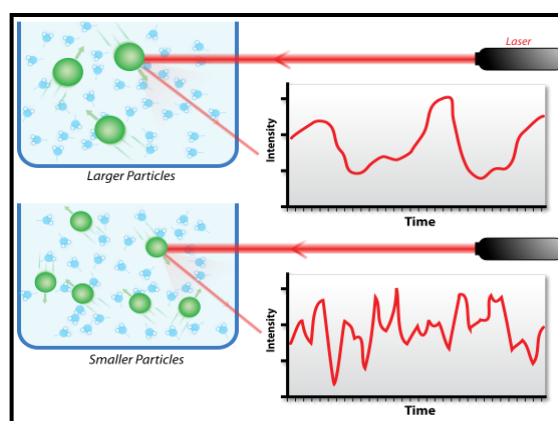 Laser
Intensity
Larger Particles
Time
Intensity
Smaller Particles
Time